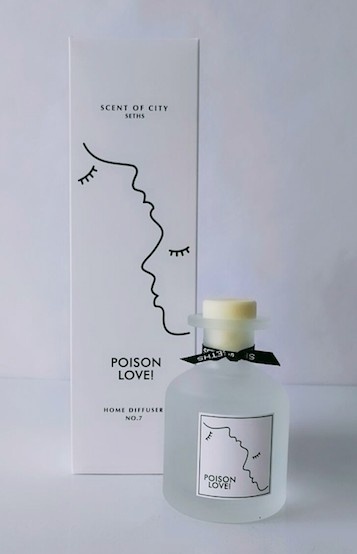 SCENT OF CITY
SETHS
POISON
LOVE!
HOME DIFFUSER
NO.7
POISON
LOVE!